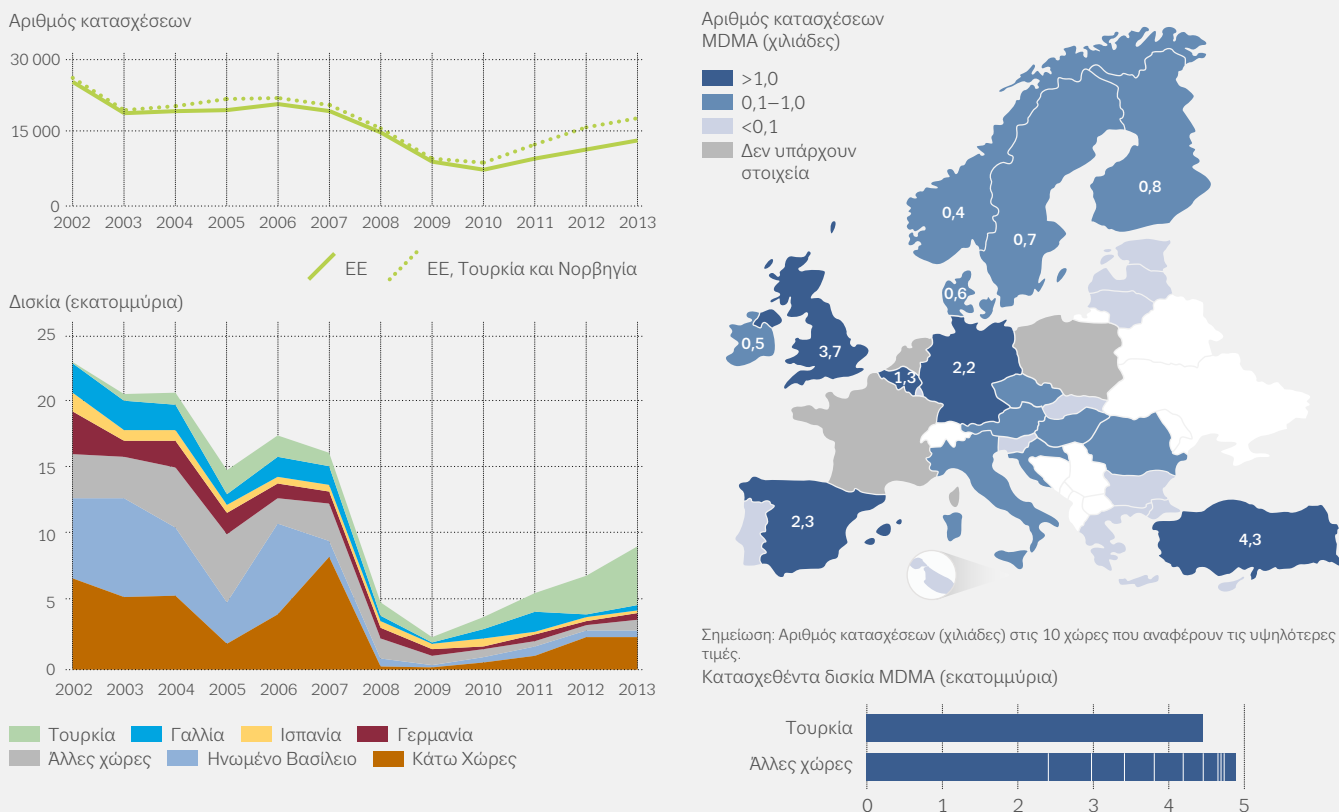 Αριθμός κατασχέσεων
30 000
15 000
0
2002 2003 2004 2005 2006 2007 2008 2009 2010 2011 2012 2013
ΕΕ ΕΕ, Τουρκία και Νορβηγία
Δισκία (εκατομμύρια)
25
20
15
10
5
0
2002 2003 2004 2005 2006 2007 2008 2009 2010 2011 2012 2013
Τουρκία Γαλλία Ισπανία Γερμανία
Άλλες χώρες Ηνωμένο Βασίλειο Κάτω Χώρες
Αριθμός κατασχέσεων
MDMA (χιλιάδες)
>1,0
0,1–1,0
<0,1
Δεν υπάρχουν
στοιχεία
0,8
0,4
0,7
0,6
0,5
3,7
1,3
2,2
2,3
4,3
Σημείωση: Αριθμός κατασχέσεων (χιλιάδες) στις 10 χώρες που αναφέρουν τις υψηλότερες
τιμές.
Κατασχεθέντα δισκία MDMA (εκατομμύρια)
Τουρκία
Άλλες χώρες
0 1 2 3 4 5